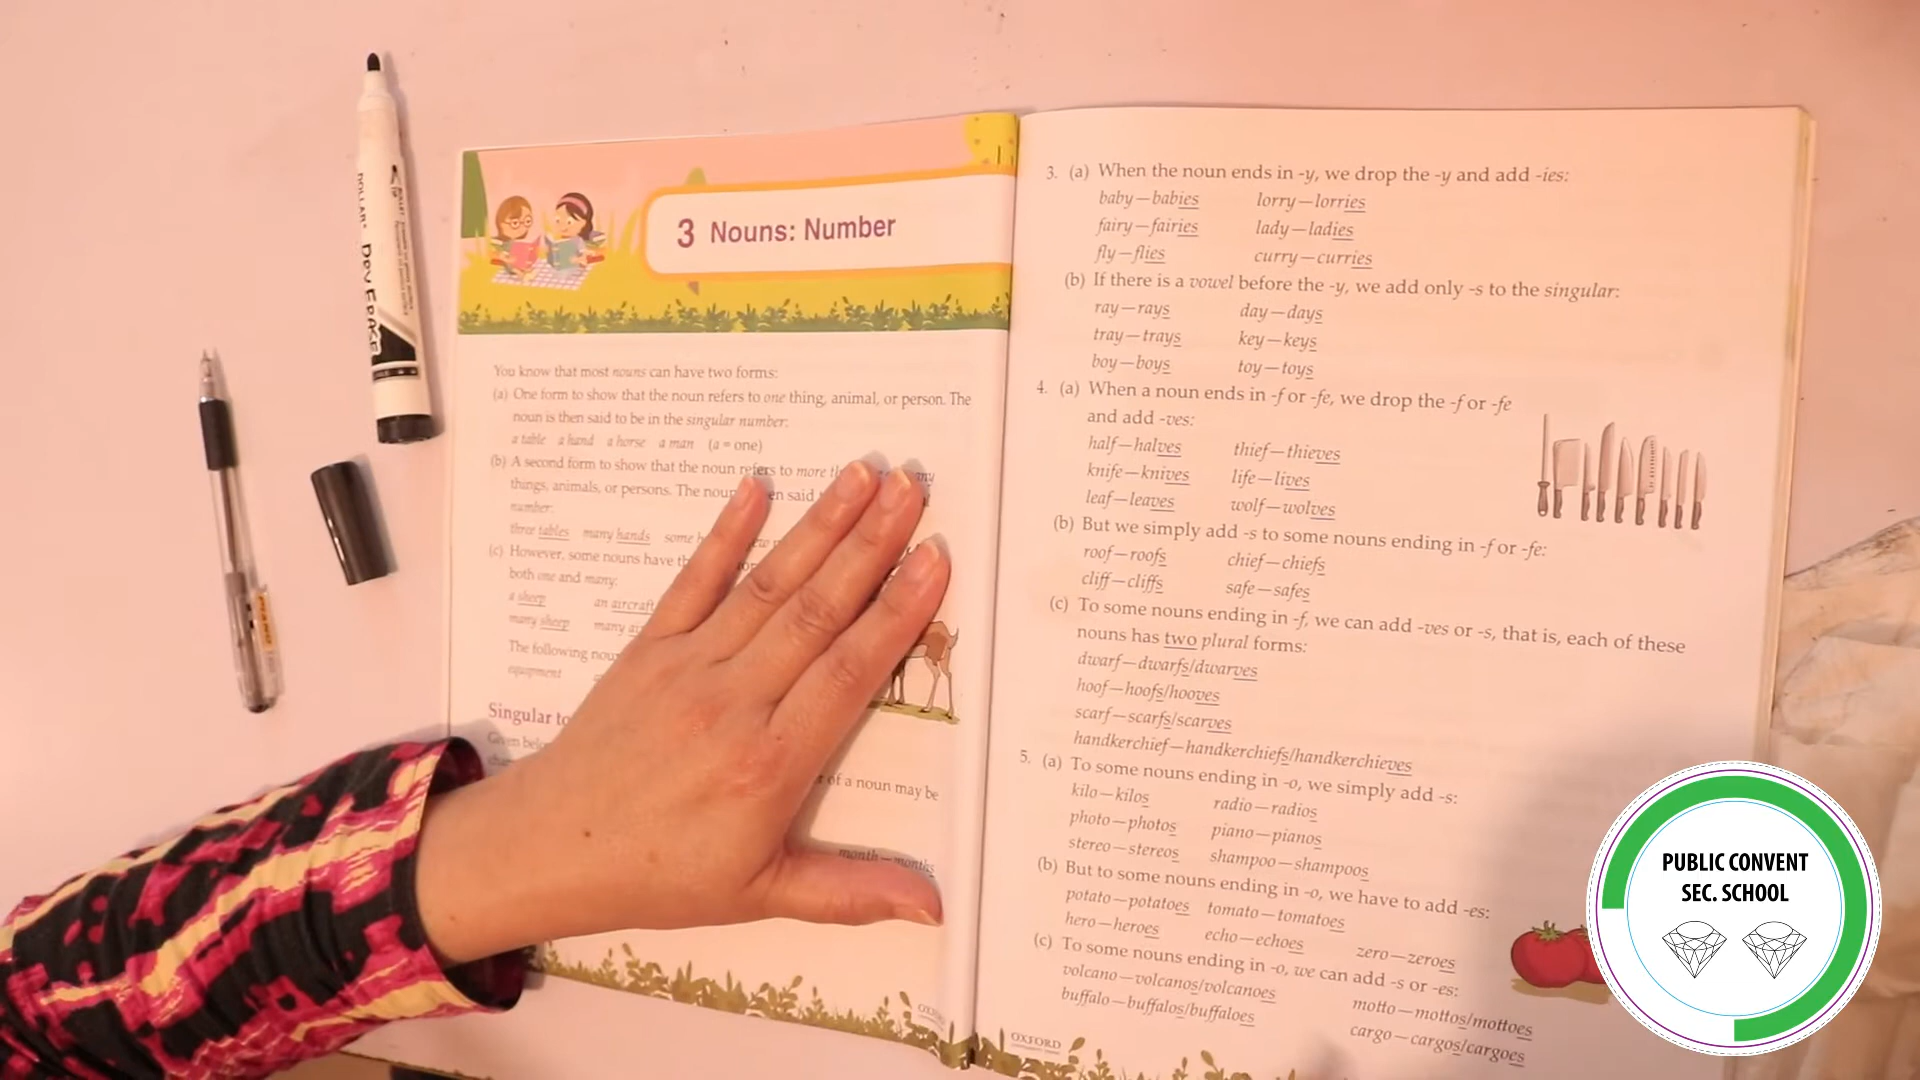 3 Nouns: Number
You know that most nouns can have two forms:
(a) One form to show that the noun refers to one thing, animal, or person. The
noun is then said to be in the singular number:
a table a hand a horse a man (a = one)
(b) A second form to show that the noun refers to more
things, animals, or persons. The noun said
number:
three tables many hands some
(c) However, some nouns have
both one and many:
a sheep an aircraft
many sheep many
The following
equipment
Singular to
Given
of a noun may be
month—months
OXFORD
3. (a) When the noun ends in -y, we drop the -y and add -ies:
baby—babies lorry—lorries
fairy—fairies lady—ladies
fly—flies curry—curries
(b) If there is a vowel before the -y, we add only -s to the singular:
ray—rays day—days
tray—trays key—keys
boy—boys toy—toys
4. (a) When a noun ends in -f or -fe, we drop the -f or -fe
and add -ves:
half—halves thief—thieves
knife—knives life—lives
leaf—leaves wolf—wolves
(b) But we simply add -s to some nouns ending in -f or -fe:
roof—roofs chief—chiefs
cliff—cliffs safe—safes
(c) To some nouns ending in -f, we can add -ves or -s, that is, each of these
nouns has two plural forms:
dwarf—dwarfs/dwarves
hoof—hoofs/hooves
scarf—scarfs/scarves
handkerchief—handkerchiefs/handkerchieves
5. (a) To some nouns ending in -o, we simply add -s:
kilo—kilos radio—radios
photo—photos piano—pianos
stereo—stereos shampoo—shampoos
(b) But to some nouns ending in -o, we have to add -es:
potato—potatoes tomato—tomatoes
hero—heroes echo—echoes zero—zeroes
(c) To some nouns ending in -o, we can add -s or -es:
volcano—volcanos/volcanoes motto—mottos/mottoes
buffalo—buffalos/buffaloes cargo—cargos/cargoes
OXFORD
DOLLAR
DRY ERASE
PUBLIC CONVENT
SEC. SCHOOL